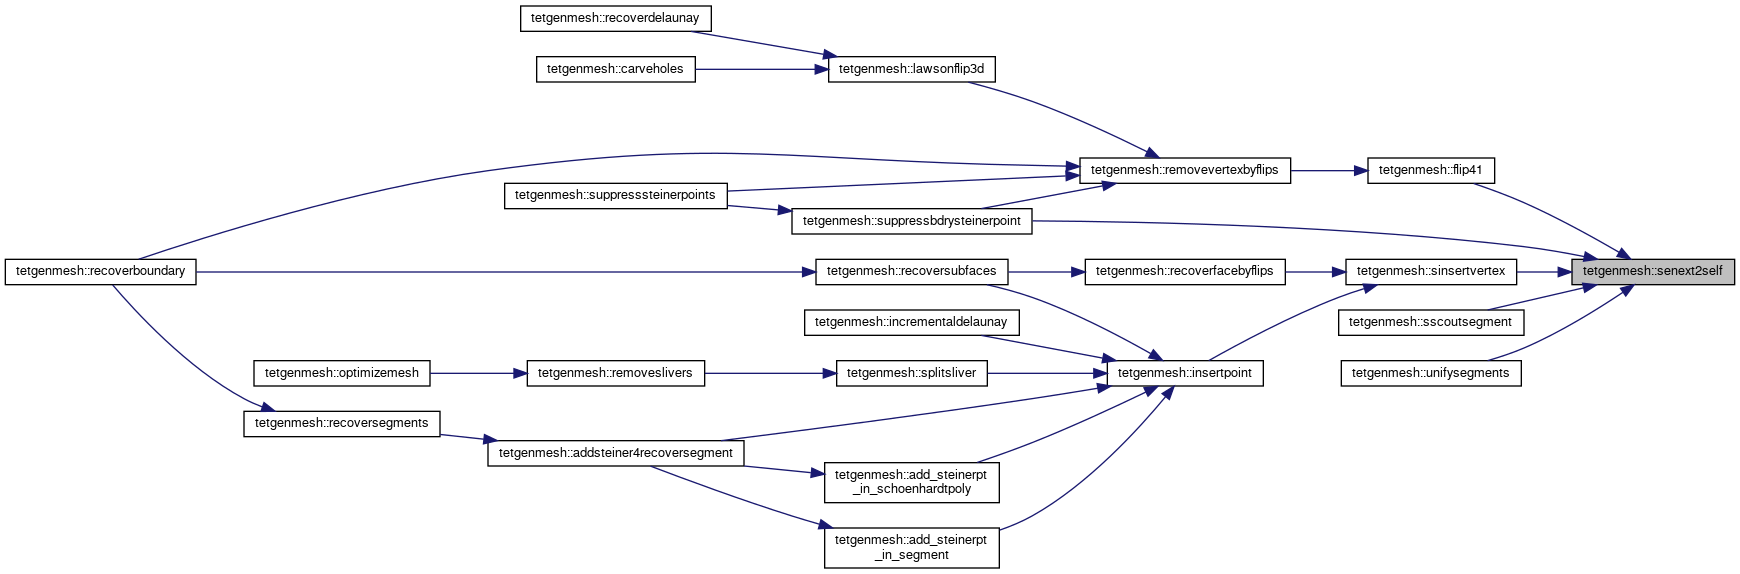 tetgenmesh::recoverdelaunay
tetgenmesh::carveholes
tetgenmesh::lawsonflip3d
tetgenmesh::removevertexbyflips
tetgenmesh::flip41
tetgenmesh::suppresssteinerpoints
tetgenmesh::suppressbdrysteinerpoint
tetgenmesh::recoverboundary
tetgenmesh::recoversubfaces
tetgenmesh::recoverfacebyflips
tetgenmesh::sinsertvertex
tetgenmesh::senext2self
tetgenmesh::incrementaldelaunay
tetgenmesh::sscoutsegment
tetgenmesh::optimizemesh
tetgenmesh::removeslivers
tetgenmesh::splitsliver
tetgenmesh::insertpoint
tetgenmesh::unifysegments
tetgenmesh::recoversegments
tetgenmesh::addsteiner4recoversegment
tetgenmesh::add_steinerpt
_in_schoenhardtpoly
tetgenmesh::add_steinerpt
_in_segment